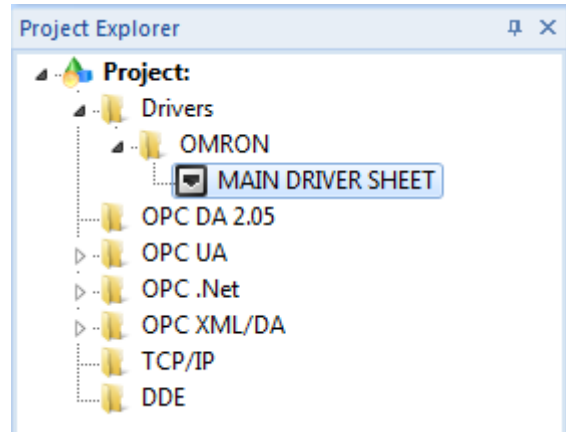 Project Explorer
Project:
Drivers
OMRON
MAIN DRIVER SHEET
OPC DA 2.05
OPC UA
OPC .Net
OPC XML/DA
TCP/IP
DDE